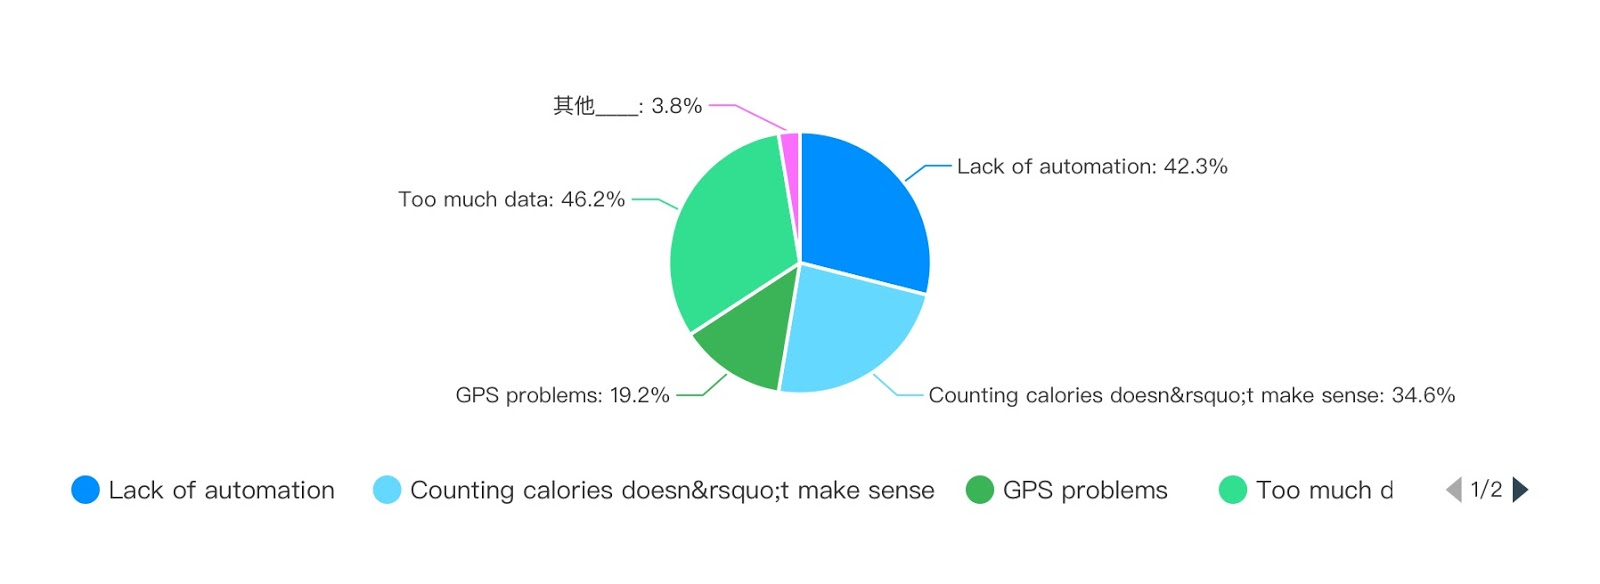 其他____: 3.8%
Lack of automation: 42.3%
Too much data: 46.2%
GPS problems: 19.2%
Counting calories doesn&rsquo;t make sense: 34.6%
Lack of automation
Counting calories doesn&rsquo;t make sense
GPS problems
Too much d
1/2